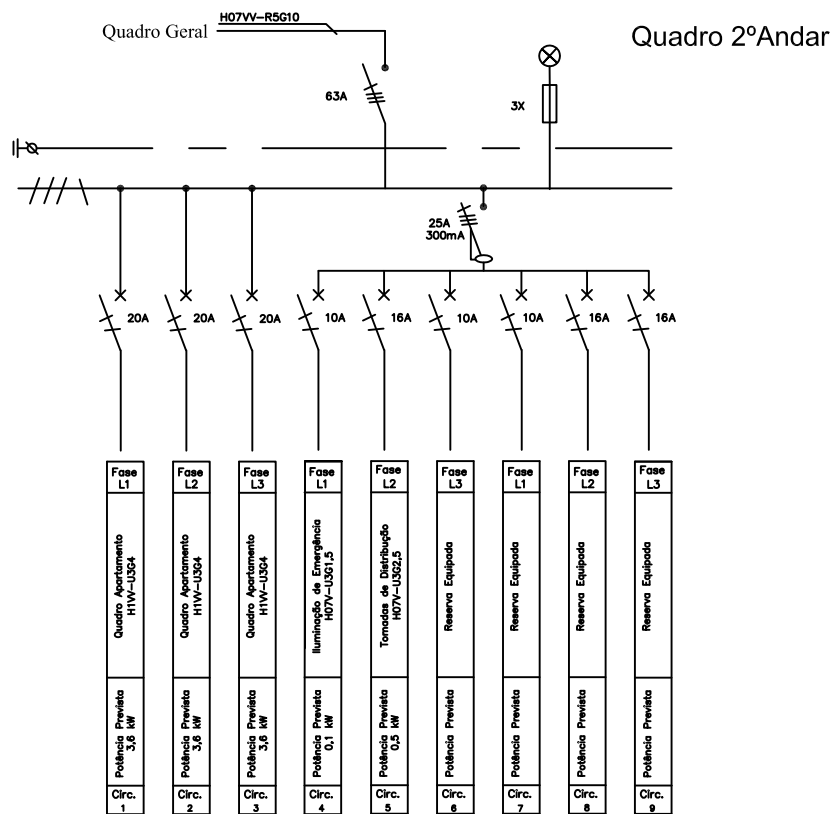 H07VV-R5G10
Quadro Geral
Quadro 2ºAndar
63A
3X
25A
300mA
20A
20A
20A
10A
16A
10A
10A
16A
16A
Fase
L1
Quadro Apartamento
H1VV-U3G4
Potência Prevista
3,6 kW
Circ.
1
Fase
L2
Quadro Apartamento
H1VV-U3G4
Potência Prevista
3,6 kW
Circ.
2
Fase
L3
Quadro Apartamento
H1VV-U3G4
Potência Prevista
3,6 kW
Circ.
3
Fase
L1
Iluminação de Emergência
H07V-U3G1,5
Potência Prevista
0,1 kW
Circ.
4
Fase
L2
Tomadas de Distribução
H07V-U3G2,5
Potência Prevista
0,5 kW
Circ.
5
Fase
L3
Reserva Equipada
Potência Prevista
Circ.
6
Fase
L1
Reserva Equipada
Potência Prevista
Circ.
7
Fase
L2
Reserva Equipada
Potência Prevista
Circ.
8
Fase
L3
Reserva Equipada
Potência Prevista
Circ.
9